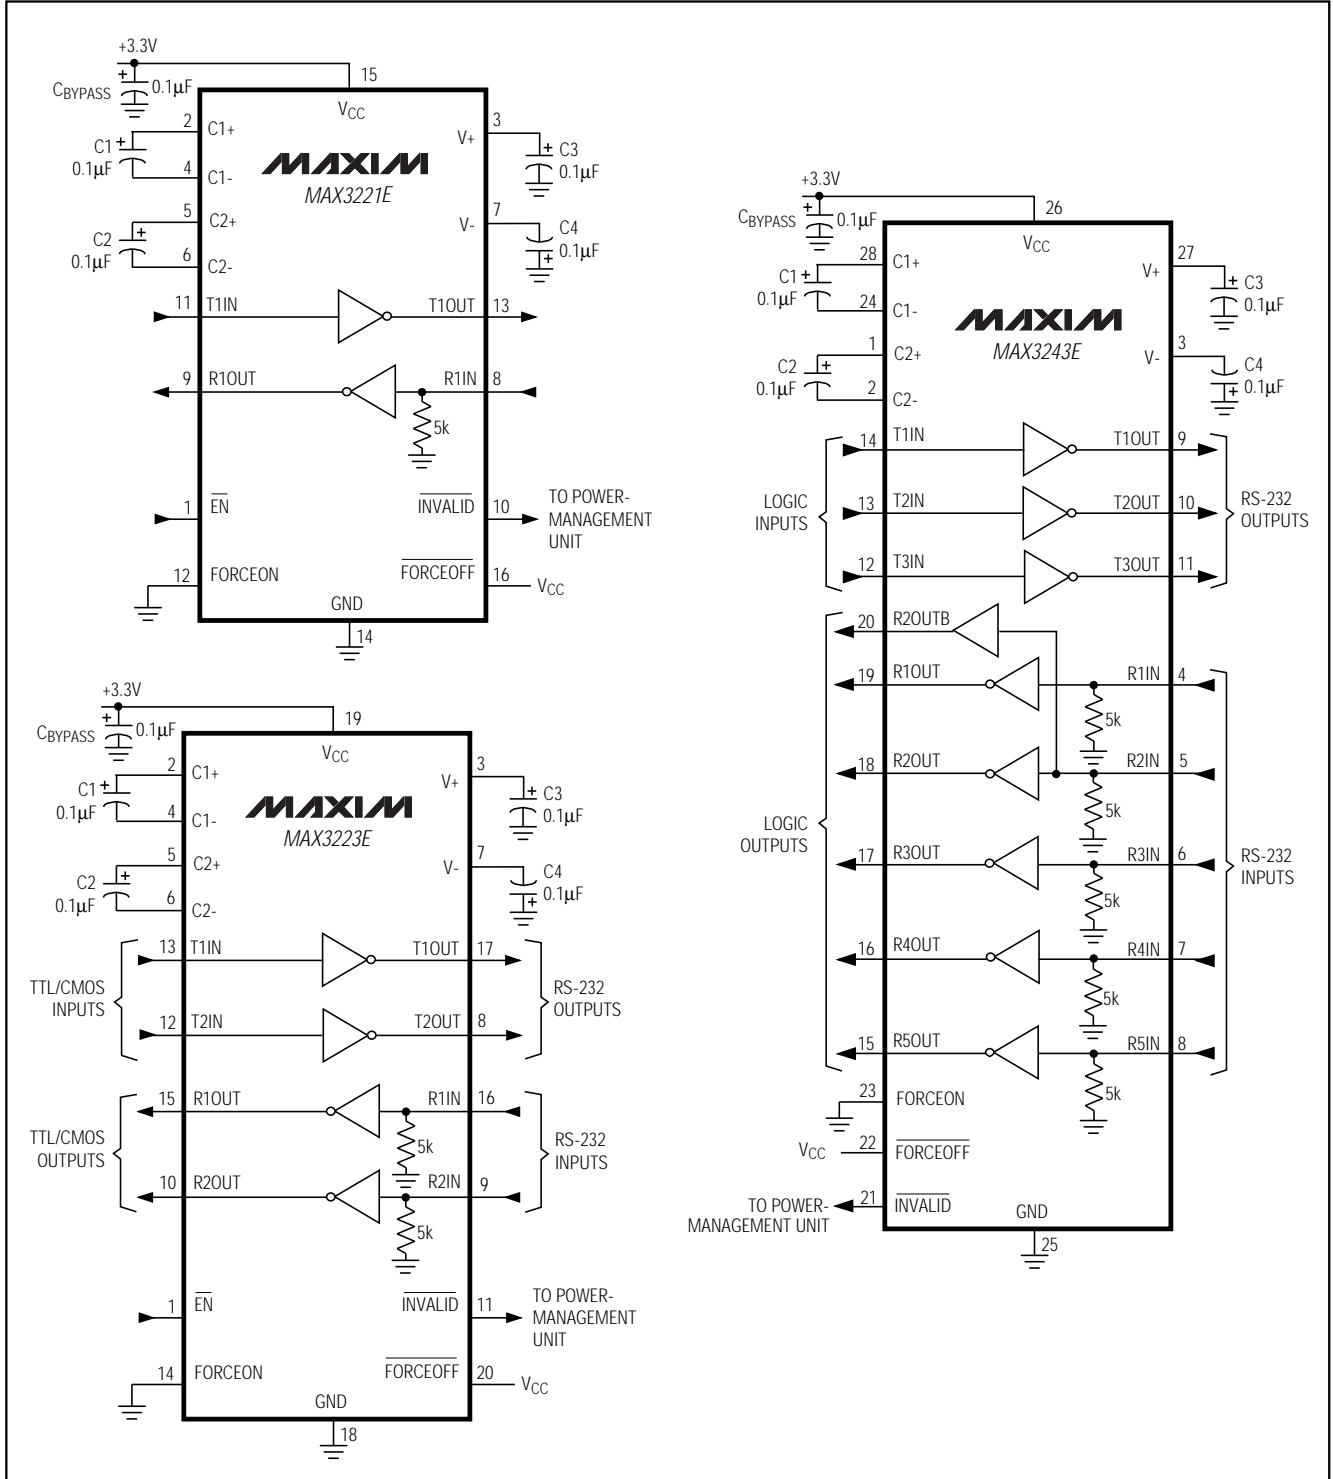 +3.3V
CBYPASS
+
0.1µF
15
VCC
2
C1+
C1
+
0.1µF
4
C1-
5
C2+
C2
+
0.1µF
6
C2-
MAXIM
MAX3221E
3
V+
+
C3
0.1µF
7
V-
C4
0.1µF
+
11
T1IN
T1OUT
13
9
R1OUT
R1IN
8
5k
1
EN
INVALID
10
TO POWER-
MANAGEMENT
UNIT
12
FORCEON
FORCEOFF
16
VCC
GND
14
+3.3V
CBYPASS
+
0.1µF
19
VCC
2
C1+
C1
+
0.1µF
4
C1-
5
C2+
C2
+
0.1µF
6
C2-
MAXIM
MAX3223E
3
V+
+
C3
0.1µF
7
V-
C4
0.1µF
+
TTL/CMOS
INPUTS
13
T1IN
T1OUT
17
12
T2IN
T2OUT
8
RS-232
OUTPUTS
TTL/CMOS
OUTPUTS
15
R1OUT
R1IN
16
5k
10
R2OUT
R2IN
9
5k
RS-232
INPUTS
1
EN
INVALID
11
TO POWER-
MANAGEMENT
UNIT
14
FORCEON
FORCEOFF
20
VCC
GND
18
+3.3V
CBYPASS
+
0.1µF
26
VCC
28
C1+
C1
+
0.1µF
24
C1-
1
C2+
C2
+
0.1µF
2
C2-
MAXIM
MAX3243E
27
V+
+
C3
0.1µF
3
V-
C4
0.1µF
+
LOGIC
INPUTS
14
T1IN
T1OUT
9
13
T2IN
T2OUT
10
12
T3IN
T3OUT
11
RS-232
OUTPUTS
LOGIC
OUTPUTS
20
R2OUTB
19
R1OUT
R1IN
4
5k
18
R2OUT
R2IN
5
5k
17
R3OUT
R3IN
6
5k
16
R4OUT
R4IN
7
5k
15
R5OUT
R5IN
8
5k
RS-232
INPUTS
23
FORCEON
VCC
22
FORCEOFF
TO POWER-
MANAGEMENT UNIT
21
INVALID
GND
25